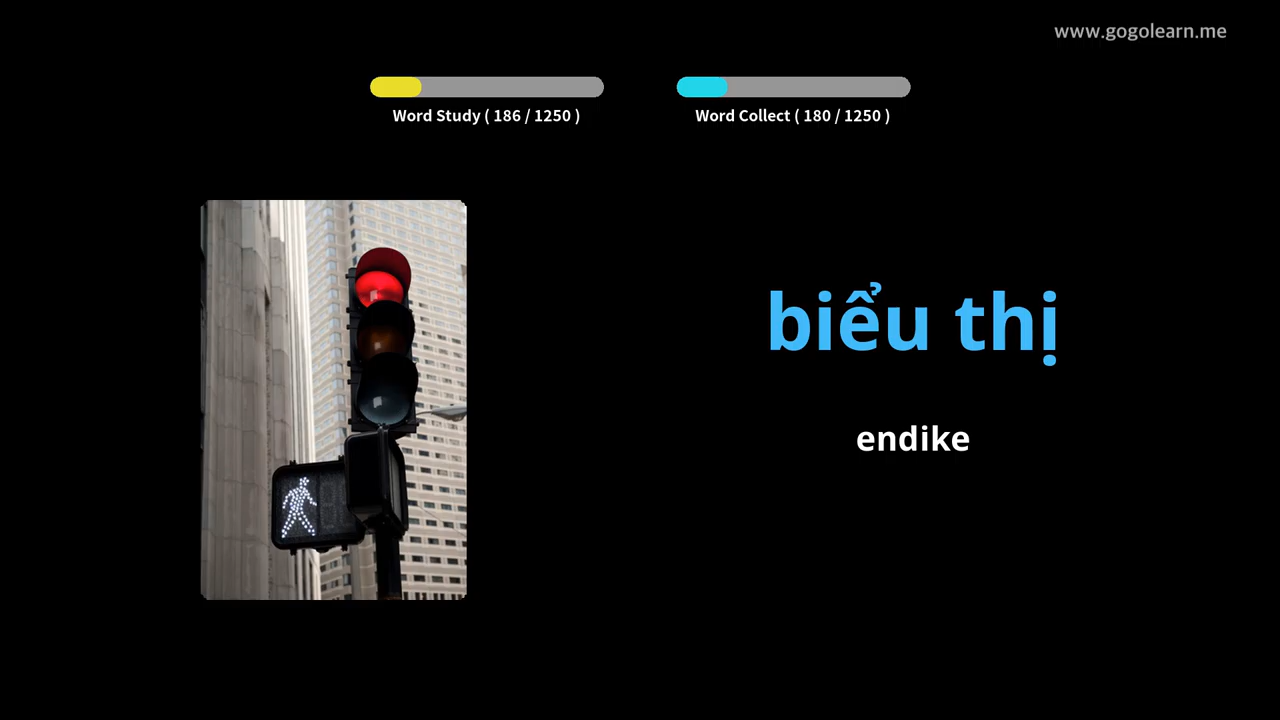 www.gogolearn.me
Word Study ( 186 / 1250 )
Word Collect ( 180 / 1250 )
biểu thị
endike